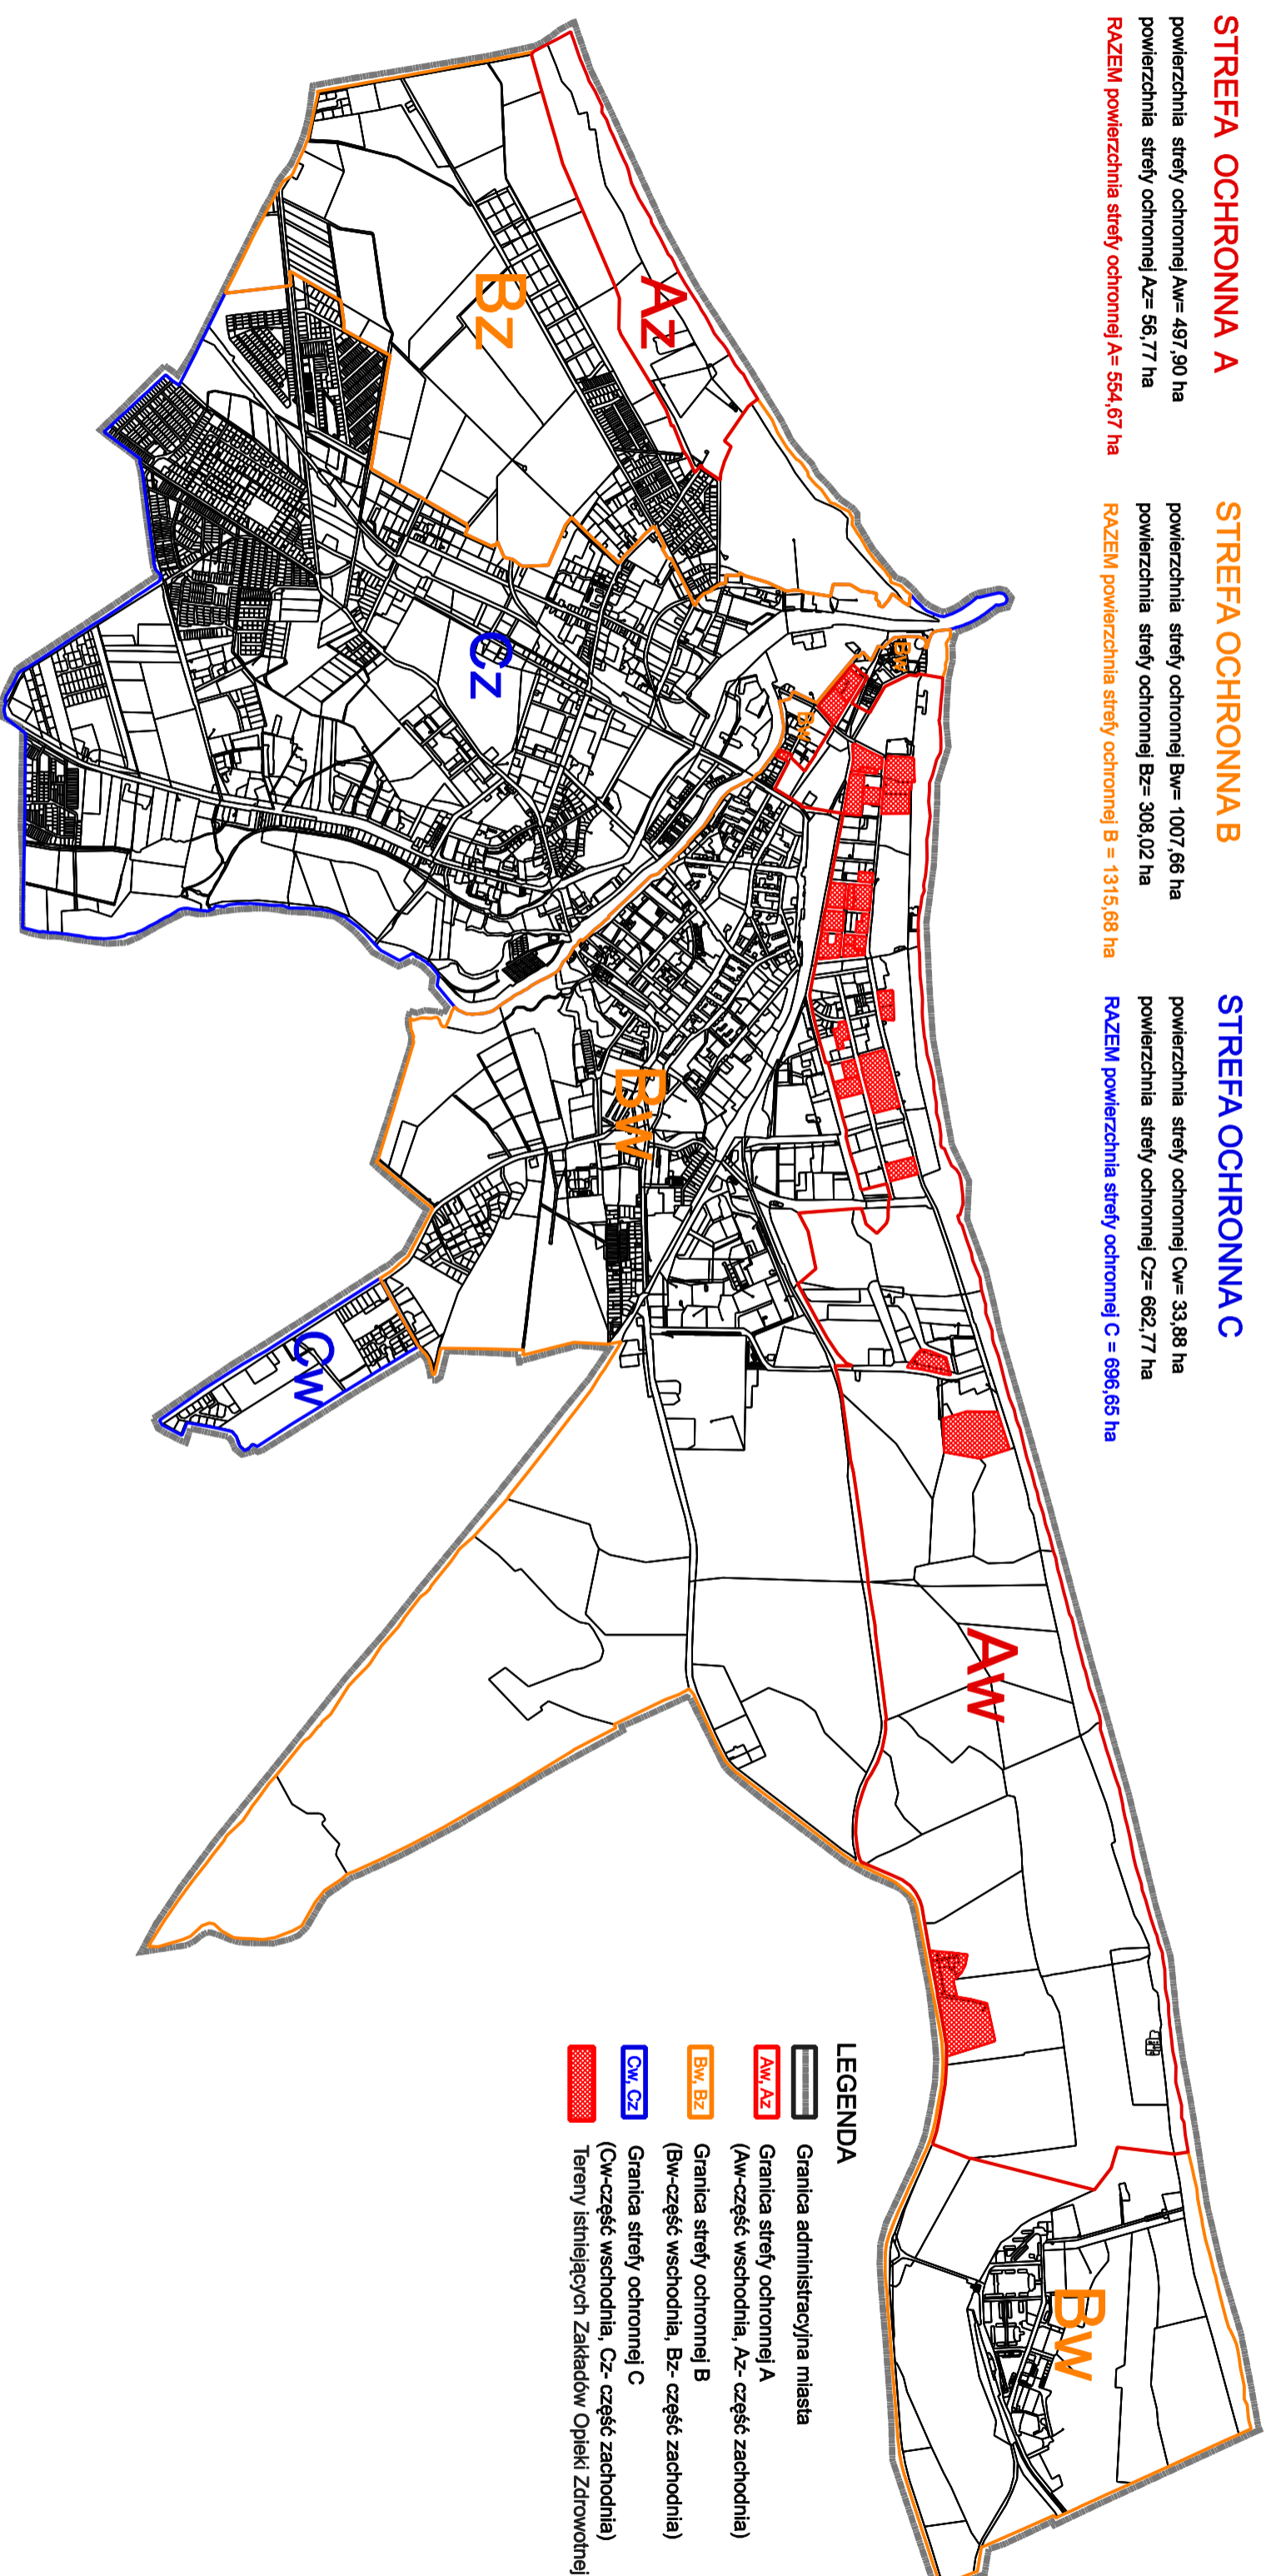 STREFA OCHRONNA A
powierzchnia strefy ochronnej Aw= 497,90 ha
powierzchnia strefy ochronnej Az= 56,77 ha
RAZEM powierzchnia strefy ochronnej A= 554,67 ha
STREFA OCHRONNA B
powierzchnia strefy ochronnej Bw= 1007,66 ha
powierzchnia strefy ochronnej Bz= 308,02 ha
RAZEM powierzchnia strefy ochronnej B = 1315,68 ha
STREFA OCHRONNA C
powierzchnia strefy ochronnej Cw= 33,88 ha
powierzchnia strefy ochronnej Cz= 662,77 ha
RAZEM powierzchnia strefy ochronnej C = 696,65 ha
Az
Bz
Cz
Bw
Bw
Bw
Cw
Aw
Bw
LEGENDA
Granica administracyjna miasta
Aw, Az
Granica strefy ochronnej A
(Aw-część wschodnia, Az- część zachodnia)
Bw, Bz
Granica strefy ochronnej B
(Bw-część wschodnia, Bz- część zachodnia)
Cw, Cz
Granica strefy ochronnej C
(Cw-część wschodnia, Cz- część zachodnia)
Tereny istniejących Zakładów Opieki Zdrowotnej